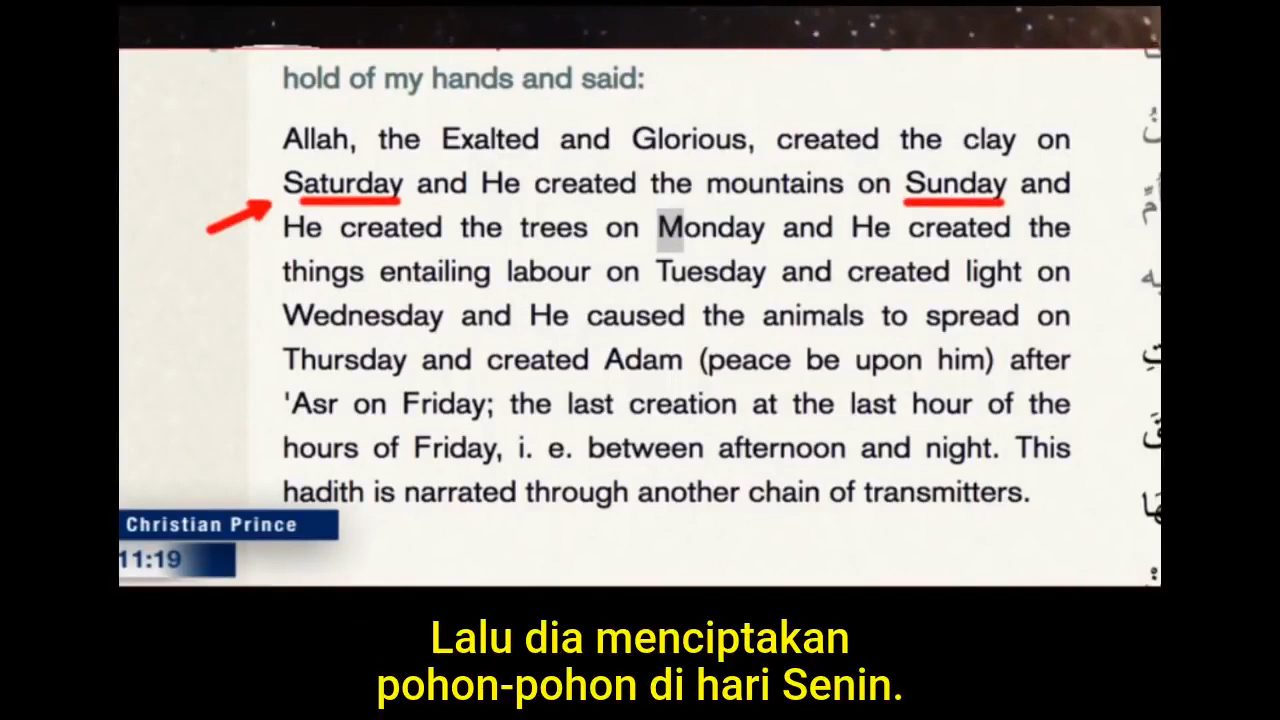 hold of my hands and said:
Allah, the Exalted and Glorious, created the clay on
Saturday and He created the mountains on Sunday and
He created the trees on Monday and He created the
things entailing labour on Tuesday and created light on
Wednesday and He caused the animals to spread on
Thursday and created Adam (peace be upon him) after
'Asr on Friday; the last creation at the last hour of the
hours of Friday, i. e. between afternoon and night. This
hadith is narrated through another chain of transmitters.
Christian Prince
11:19
Lalu dia menciptakan
pohon-pohon di hari Senin.